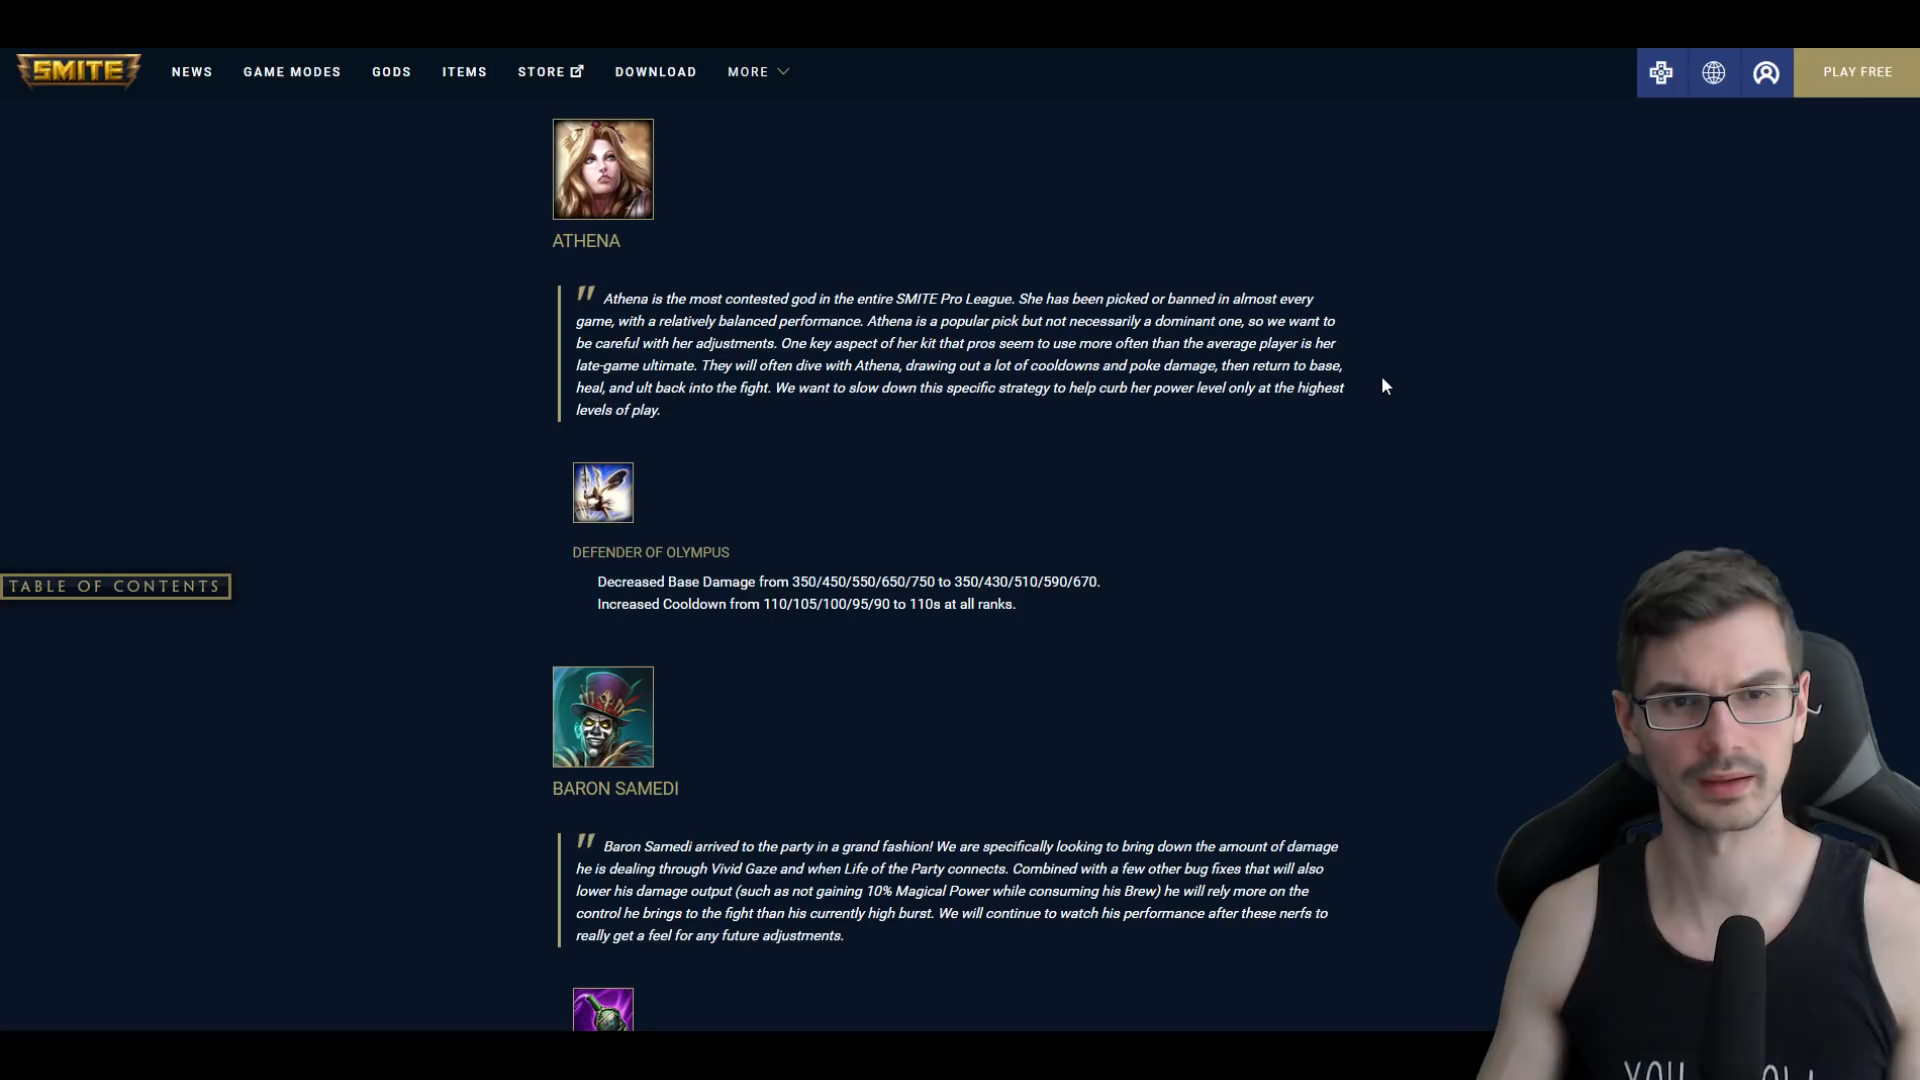 SMITE
NEWS GAME MODES GODS ITEMS STORE DOWNLOAD MORE PLAY FREE
ATHENA
" Athena is the most contested god in the entire SMITE Pro League. She has been picked or banned in almost every
game, with a relatively balanced performance. Athena is a popular pick but not necessarily a dominant one, so we want to
be careful with her adjustments. One key aspect of her kit that pros seem to use more often than the average player is her
late-game ultimate. They will often dive with Athena, drawing out a lot of cooldowns and poke damage, then return to base,
heal, and ult back into the fight. We want to slow down this specific strategy to help curb her power level only at the highest
levels of play.
DEFENDER OF OLYMPUS
Decreased Base Damage from 350/450/550/650/750 to 350/430/510/590/670.
TABLE OF CONTENTS
Increased Cooldown from 110/105/100/95/90 to 110s at all ranks.
BARON SAMEDI
" Baron Samedi arrived to the party in a grand fashion! We are specifically looking to bring down the amount of damage
he is dealing through Vivid Gaze and when Life of the Party connects. Combined with a few other bug fixes that will also
lower his damage output (such as not gaining 10% Magical Power while consuming his Brew) he will rely more on the
control he brings to the fight than his currently high burst. We will continue to watch his performance after these nerfs to
really get a feel for any future adjustments.
YOU